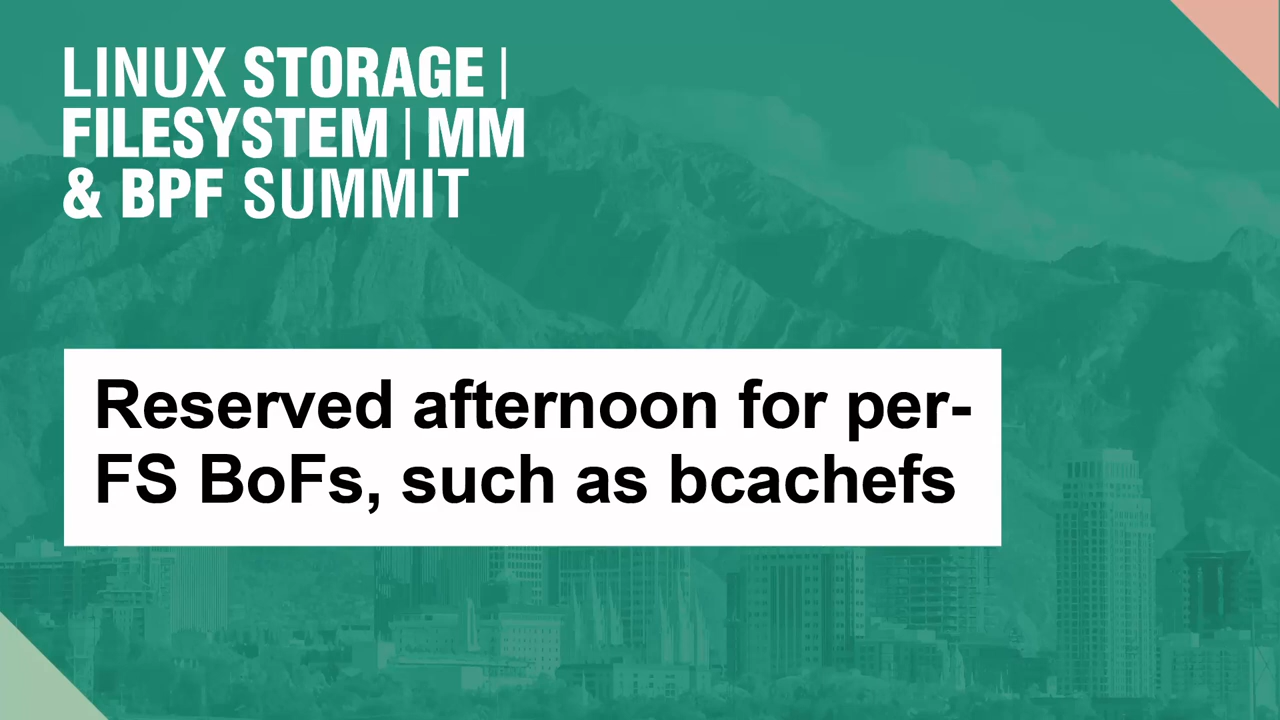 LINUX STORAGE |
FILESYSTEM | MM
& BPF SUMMIT
Reserved afternoon for per-
FS BoFs, such as bcachefs